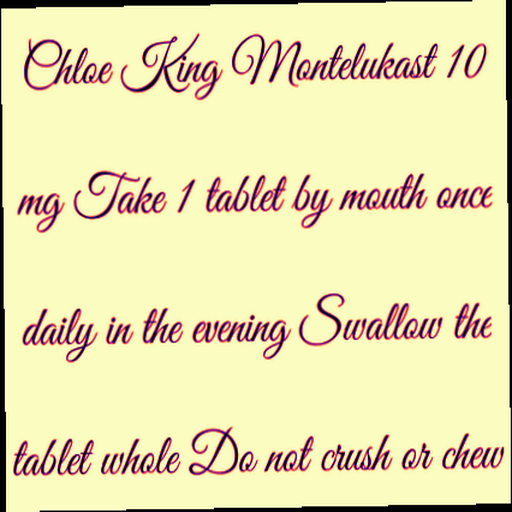 Chloe King Montelukast 10
mg Take 1 tablet by mouth once
daily in the evening Swallow the
tablet whole Do not crush or chew